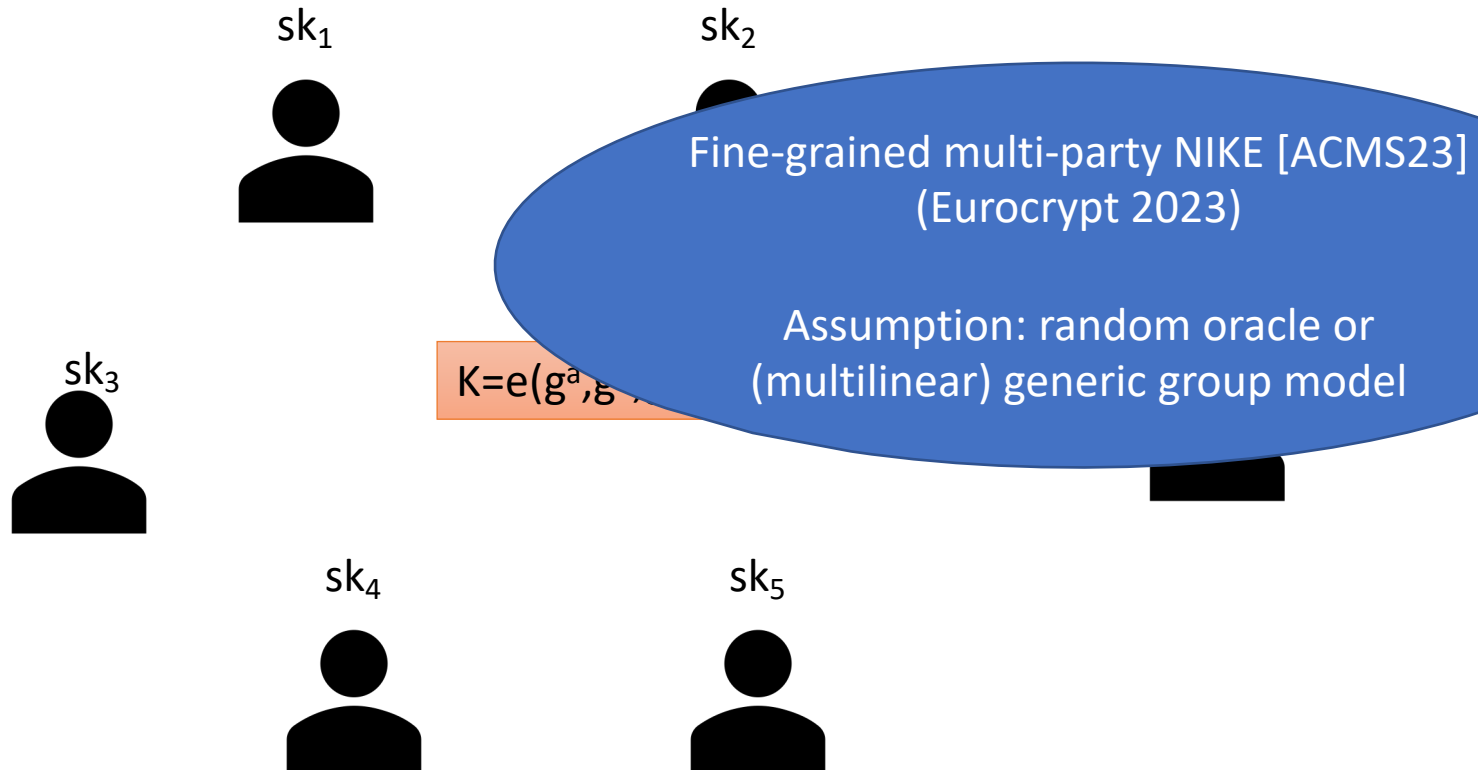 sk₁
sk₂
Fine-grained multi-party NIKE [ACMS23]
(Eurocrypt 2023)
Assumption: random oracle or
(multilinear) generic group model
sk₃
K=e(gᵃ,g
sk₄
sk₅